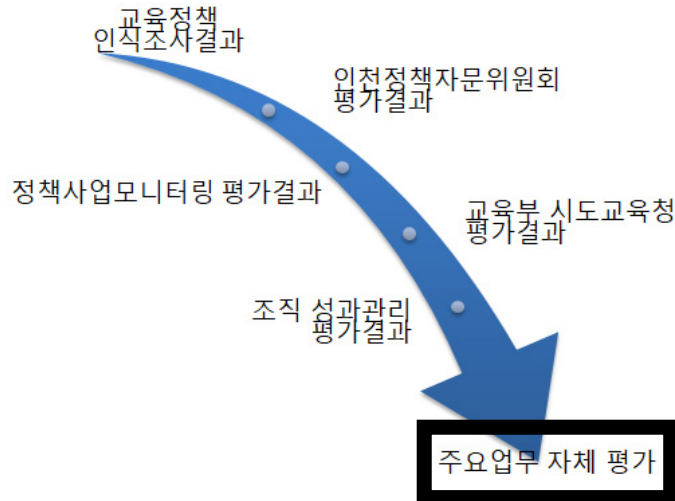 교육정책
인식조사결과
인천정책자문위원회
평가결과
정책사업모니터링 평가결과
교육부 시도교육청
평가결과
조직 성과관리
평가결과
주요업무 자체 평가